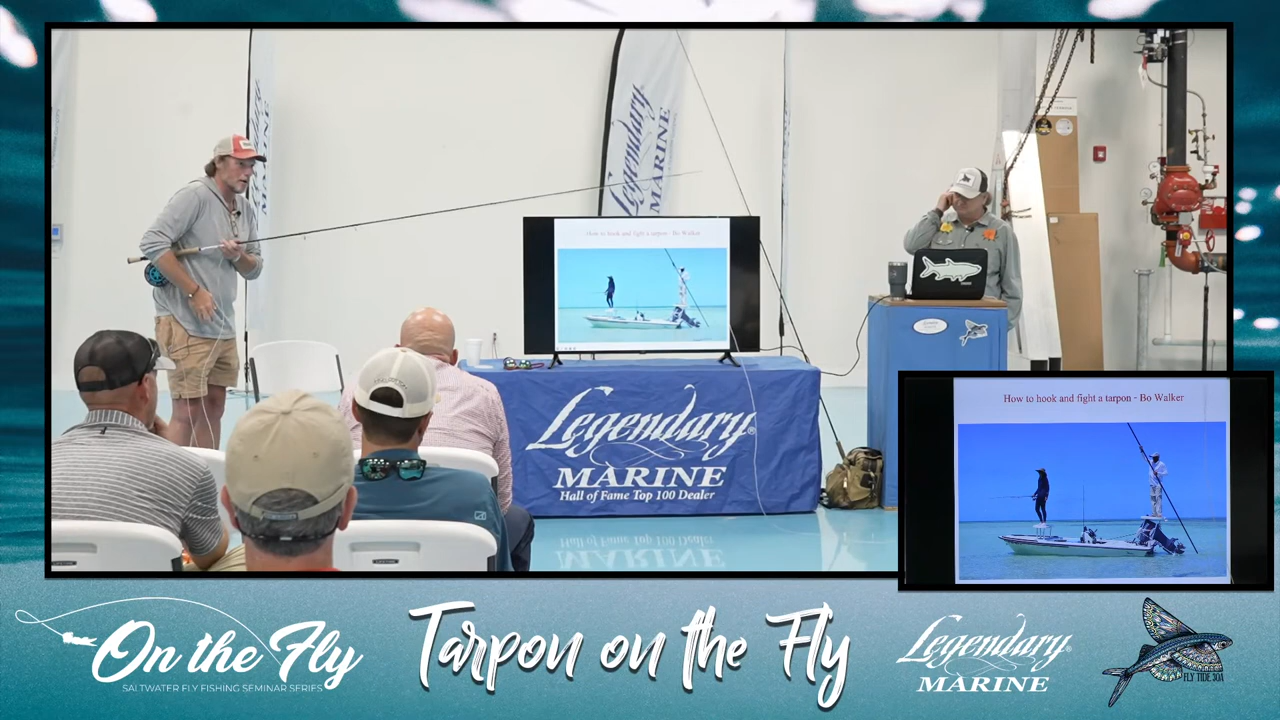 Legendary
MARINE
Legendary
MARINE
How to hook and fight a tarpon - Bo Walker
Legendary®
MARINE
Hall of Fame Top 100 Dealer
How to hook and fight a tarpon - Bo Walker
On the Fly
SALTWATER FLY FISHING SEMINAR SERIES
Tarpon on the Fly
Legendary®
MARINE
FLY TIDE 30A